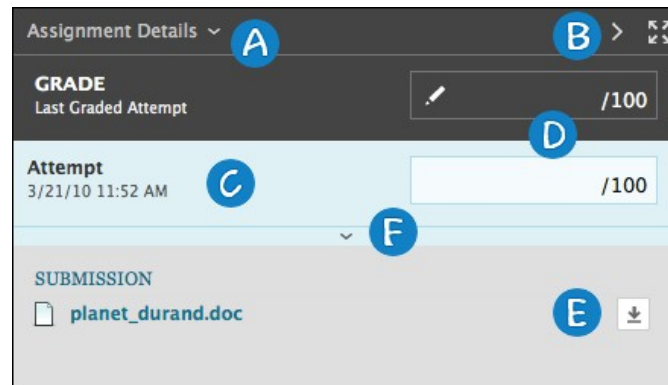 Assignment Details
A
B
GRADE
Last Graded Attempt
/100
D
Attempt
3/21/10 11:52 AM
C
/100
F
SUBMISSION
planet_durand.doc
E